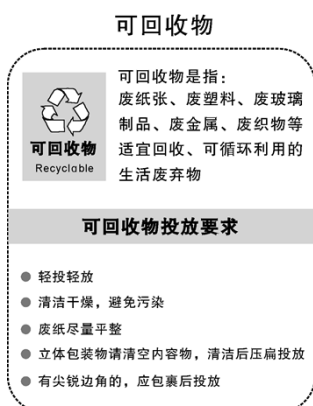 可回收物
可回收物
Recyclable
可回收物是指：
废纸张、废塑料、废玻璃
制品、废金属、废织物等
适宜回收、可循环利用的
生活废弃物
可回收物投放要求
轻投轻放
清洁干燥，避免污染
废纸尽量平整
立体包装物请清空内容物，清洁后压扁投放
有尖锐边角的，应包裹后投放